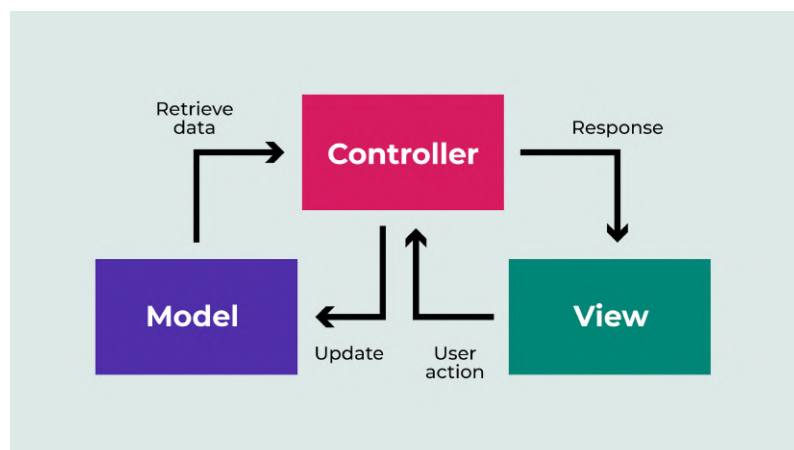 Retrieve
data
Controller
Response
Model
View
Update
User
action